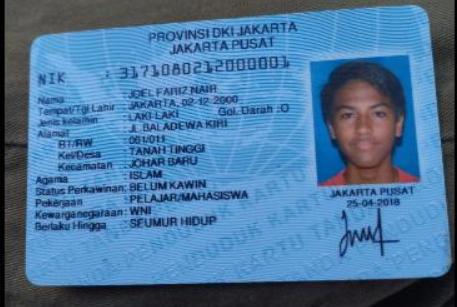 PROVINSI DKI JAKARTA
JAKARTA PUSAT
NIK : 3171080212000001
Nama : JOEL FARIZ NAIR
Tempat/Tgl Lahir : JAKARTA, 02-12-2000
Jenis kelamin : LAKI-LAKI Gol. Darah :O
Alamat : JL BALADEWA KIRI
RT/RW : 001/011
Kel/Desa : TANAH TINGGI
Kecamatan : JOHAR BARU
Agama : ISLAM
Status Perkawinan: BELUM KAWIN
Pekerjaan : PELAJAR/MAHASISWA
Kewarganegaraan: WNI
Berlaku Hingga : SEUMUR HIDUP
JAKARTA PUSAT
25-04-2018